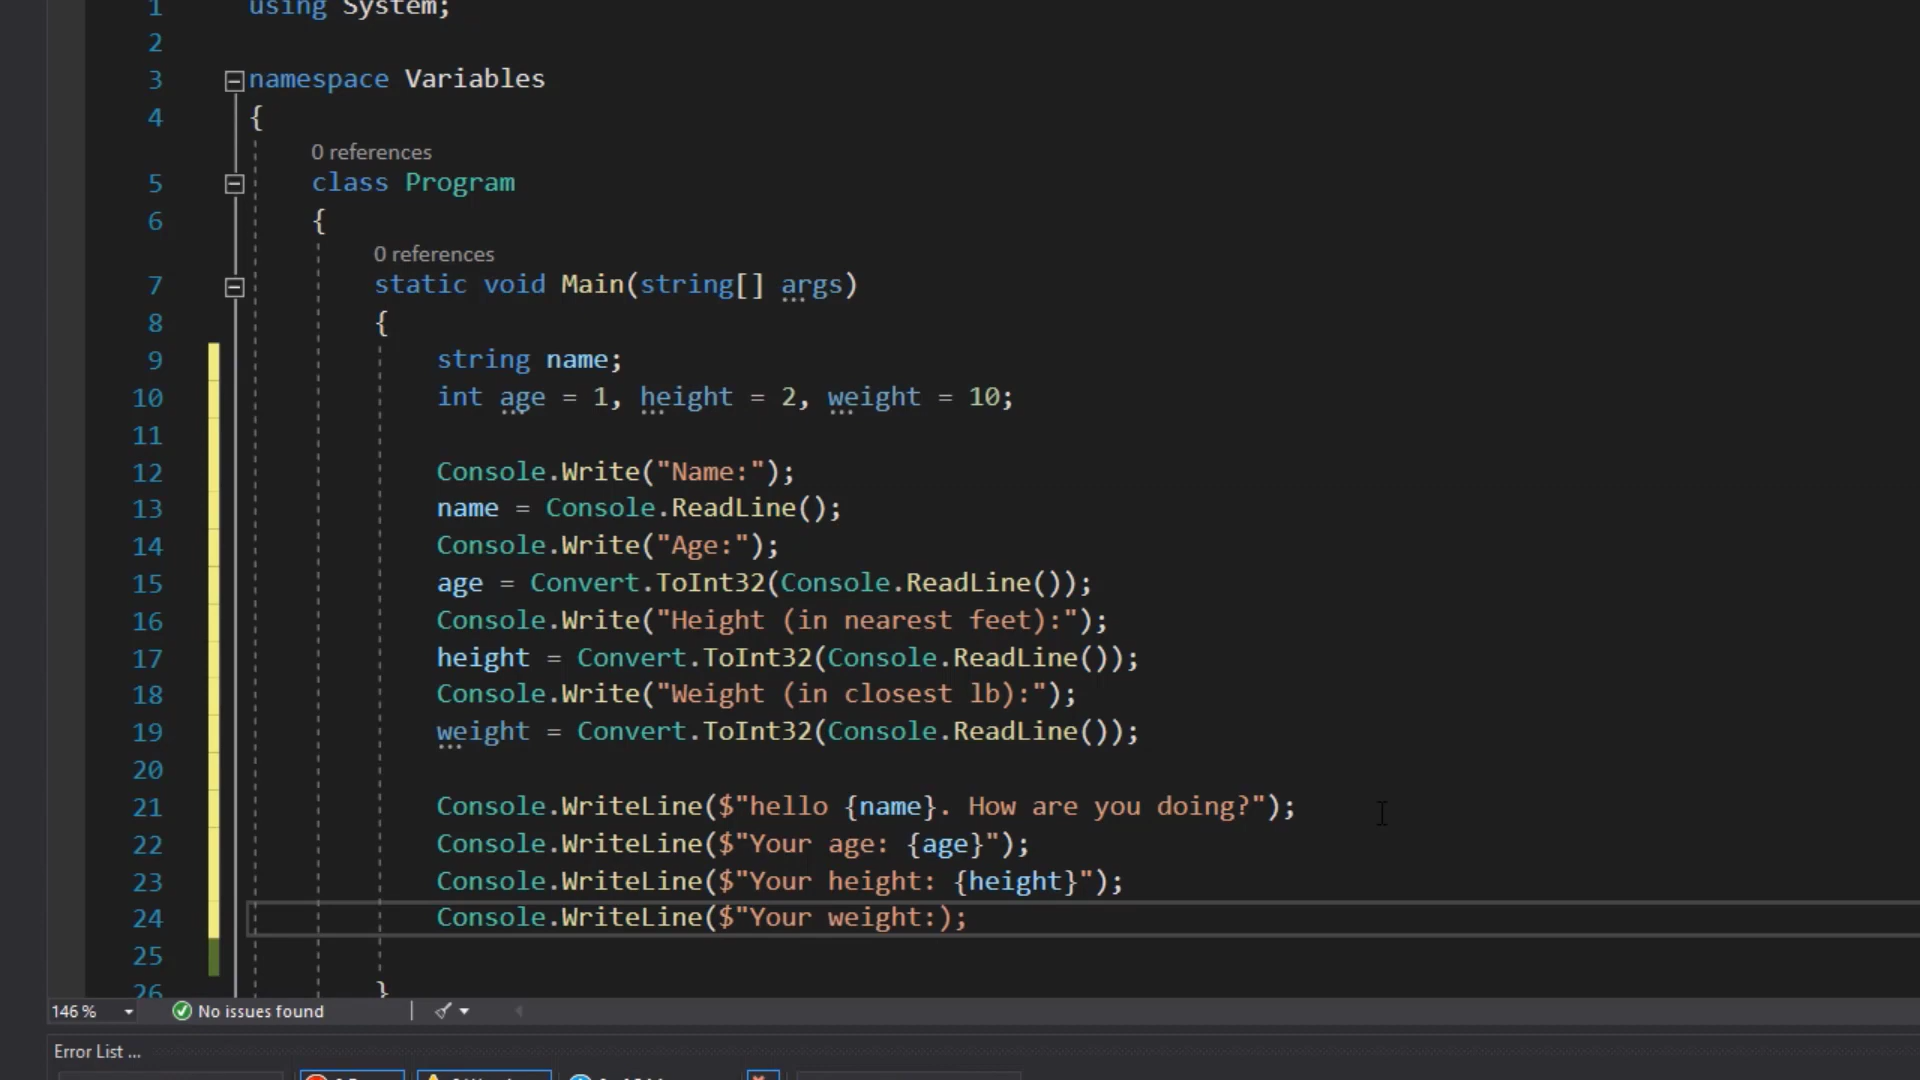 1 using System;
2
3 namespace Variables
4 {
0 references
5 class Program
6 {
0 references
7 static void Main(string[] args)
8 {
9 string name;
10 int age = 1, height = 2, weight = 10;
11
12 Console.Write("Name:");
13 name = Console.ReadLine();
14 Console.Write("Age:");
15 age = Convert.ToInt32(Console.ReadLine());
16 Console.Write("Height (in nearest feet):");
17 height = Convert.ToInt32(Console.ReadLine());
18 Console.Write("Weight (in closest lb):");
19 weight = Convert.ToInt32(Console.ReadLine());
20
21 Console.WriteLine($"hello {name}. How are you doing?");
22 Console.WriteLine($"Your age: {age}");
23 Console.WriteLine($"Your height: {height}");
24 Console.WriteLine($"Your weight:);
25
26 }
146 % No issues found
Error List ...